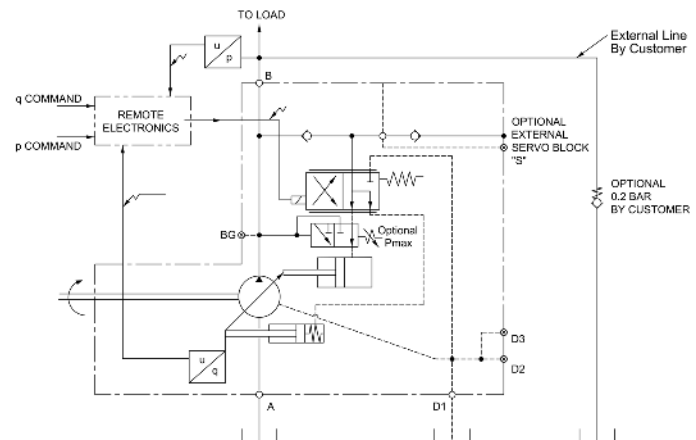 TO LOAD
External Line
By Customer
u
p
B
q COMMAND
REMOTE
ELECTRONICS
p COMMAND
OPTIONAL
EXTERNAL
SERVO BLOCK
"S"
OPTIONAL
0.2 BAR
BY CUSTOMER
BG
Optional
Pmax
D3
D2
u
q
A
D1